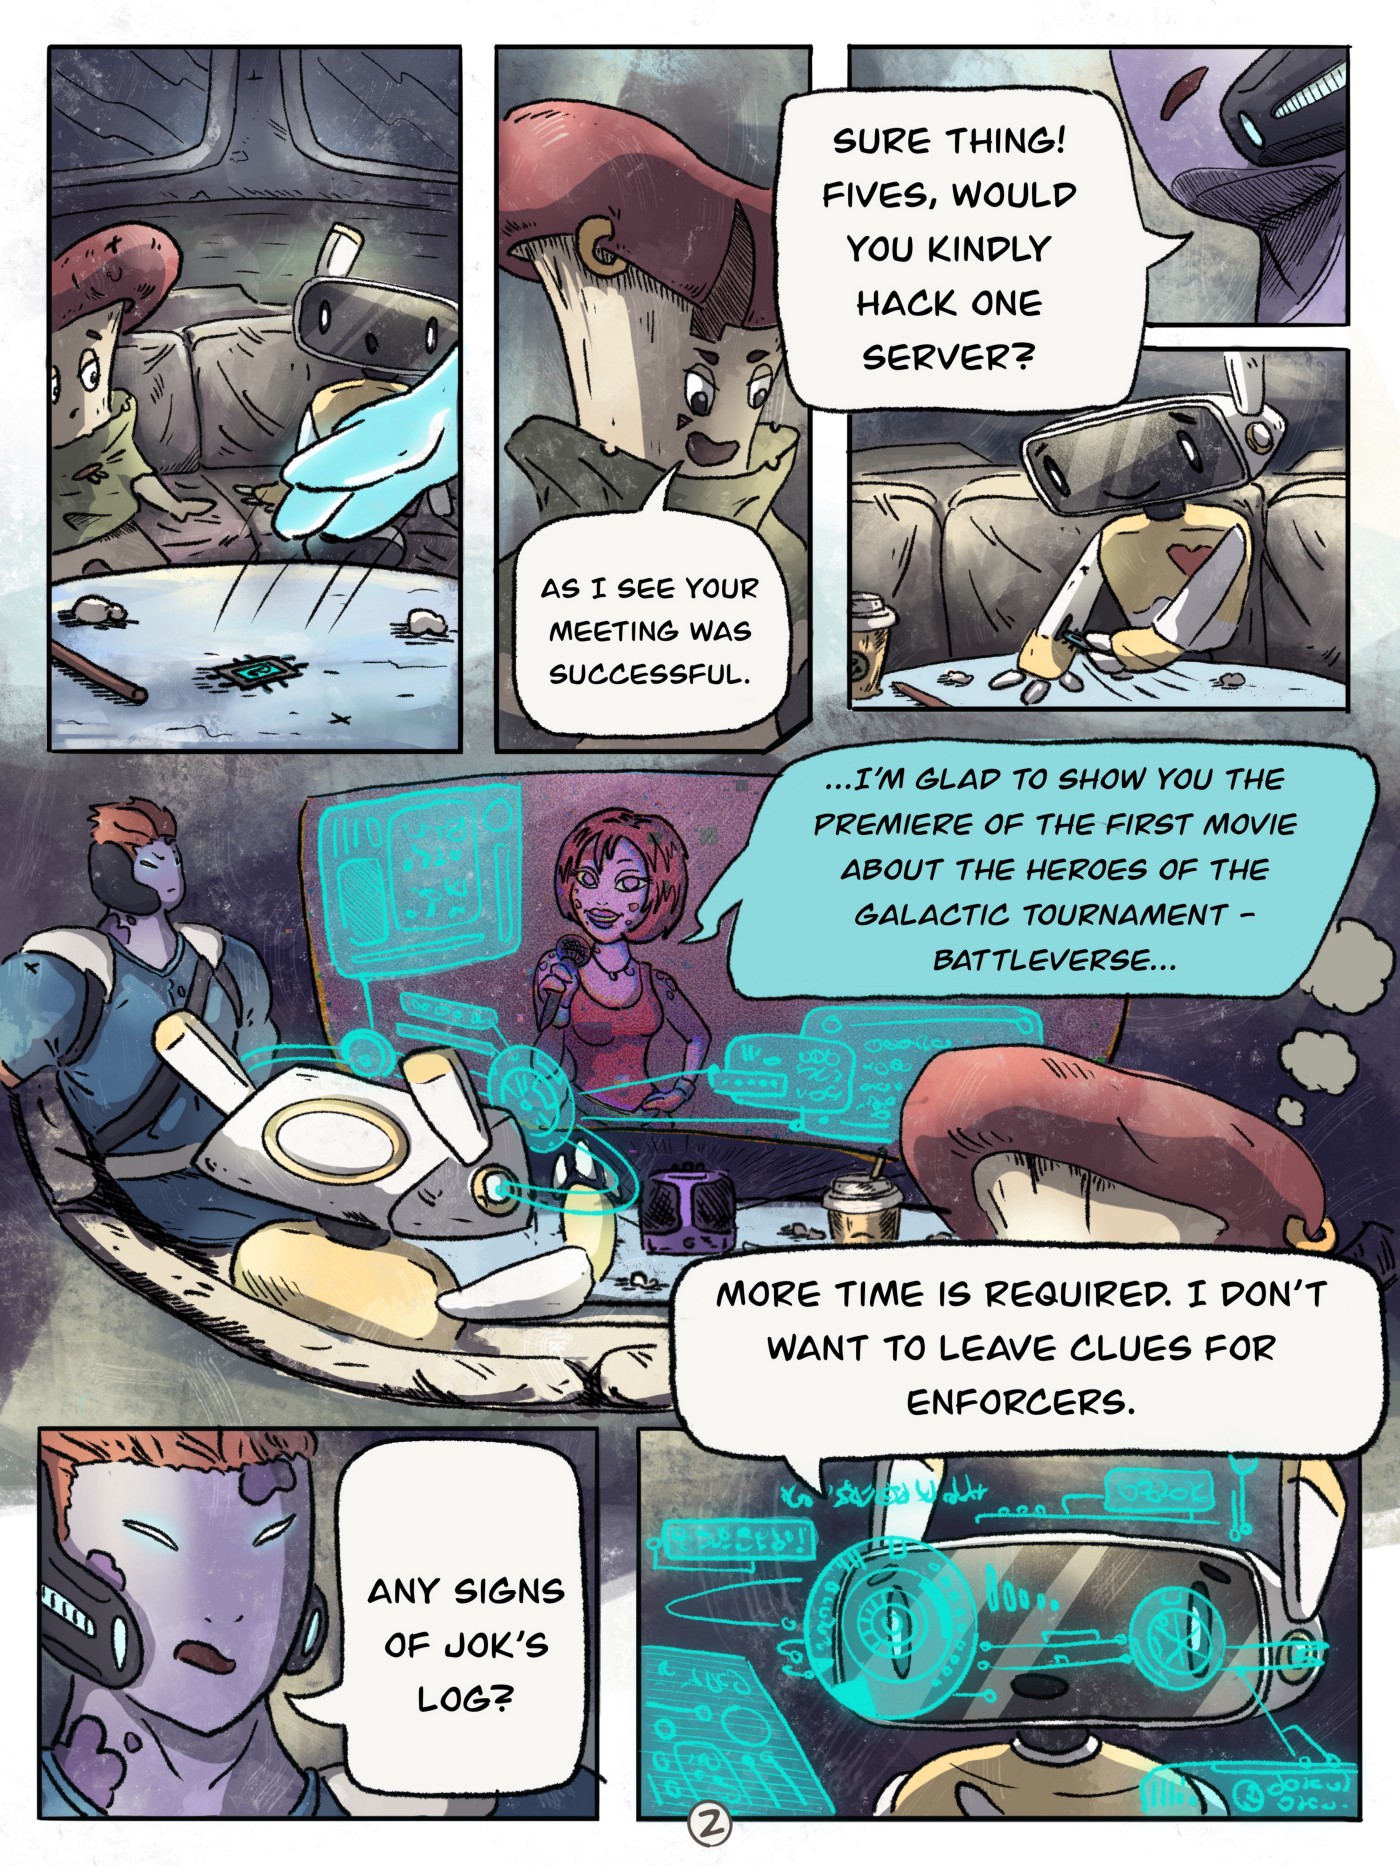 AS I SEE YOUR
MEETING WAS
SUCCESSFUL.
SURE THING!
FIVES, WOULD
YOU KINDLY
HACK ONE
SERVER?
...I'M GLAD TO SHOW YOU THE
PREMIERE OF THE FIRST MOVIE
ABOUT THE HEROES OF THE
GALACTIC TOURNAMENT -
BATTLEVERSE...
ANY SIGNS
OF JOK'S
LOG?
MORE TIME IS REQUIRED. I DON'T
WANT TO LEAVE CLUES FOR
ENFORCERS.
2